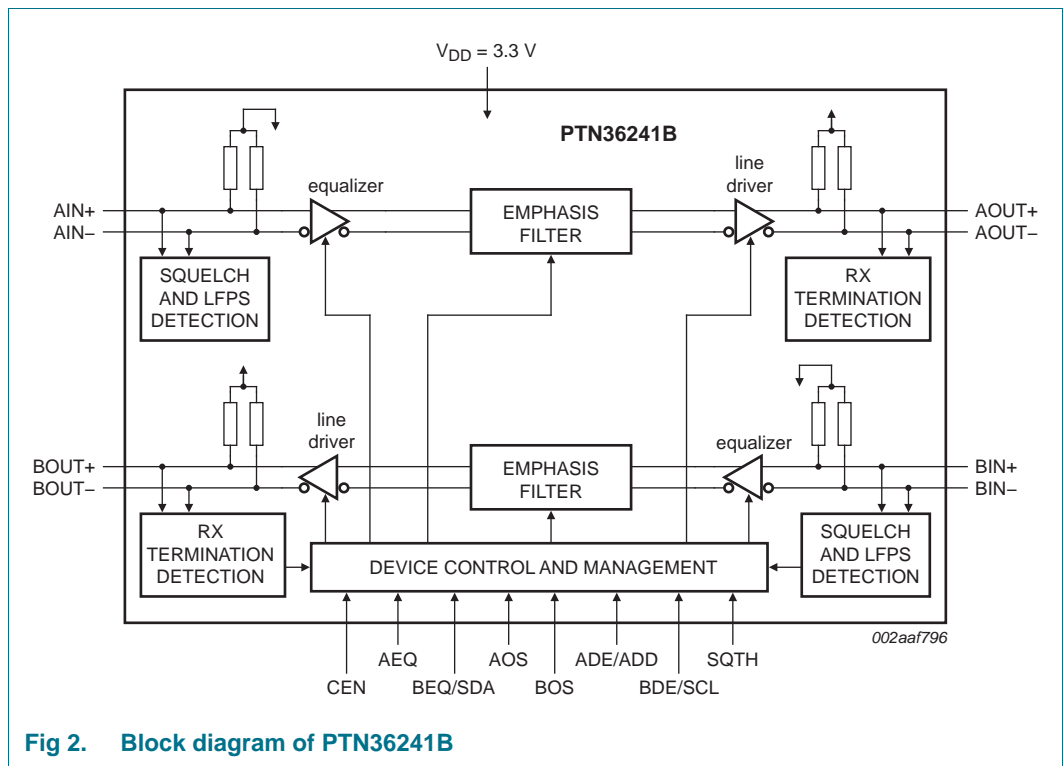 VDD = 3.3 V
PTN36241B
equalizer
line
driver
AIN+
AIN−
EMPHASIS
FILTER
AOUT+
AOUT−
SQUELCH
AND LFPS
DETECTION
RX
TERMINATION
DETECTION
line
driver
equalizer
BOUT+
BOUT−
EMPHASIS
FILTER
BIN+
BIN−
RX
TERMINATION
DETECTION
DEVICE CONTROL AND MANAGEMENT
SQUELCH
AND LFPS
DETECTION
002aaf796
AEQ AOS ADE/ADD SQTH
CEN BEQ/SDA BOS BDE/SCL
Fig 2. Block diagram of PTN36241B